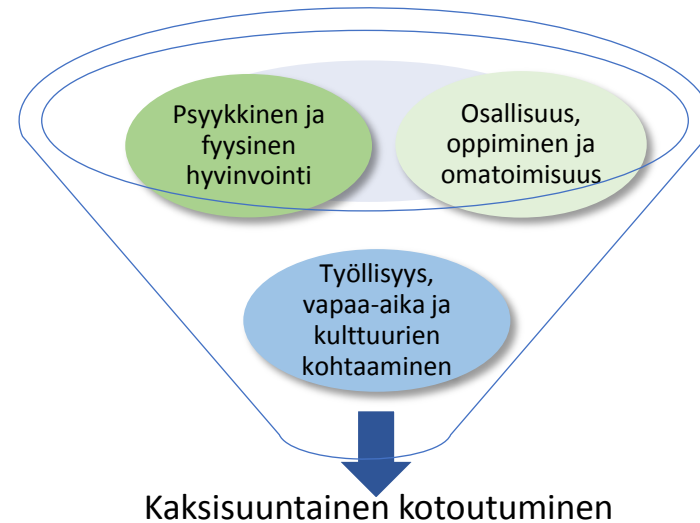 Psyykkinen ja
fyysinen
hyvinvointi
Osallisuus,
oppiminen ja
omatoimisuus
Työllisyys,
vapaa-aika ja
kulttuurien
kohtaaminen
Kaksisuuntainen kotoutuminen